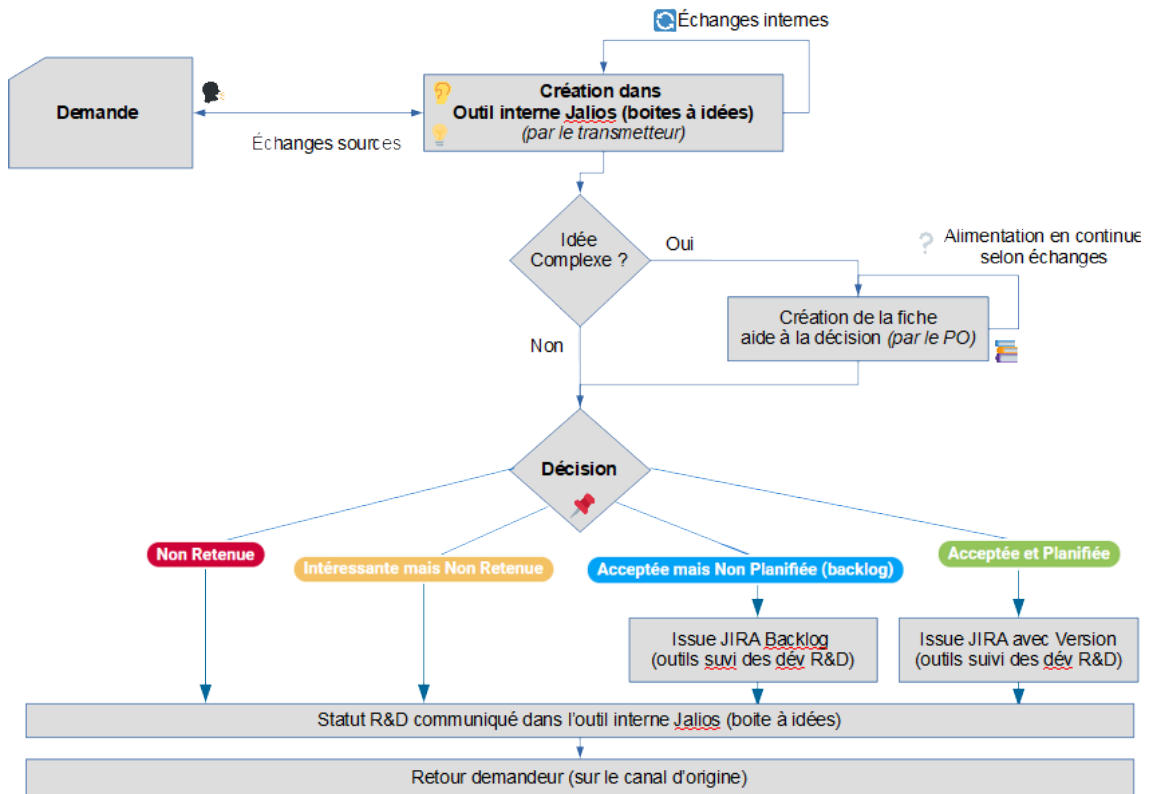 Échanges internes
Demande
Échanges sources
Création dans
Outil interne Jalios (boites à idées)
(par le transmetteur)
Idée
Complexe ?
Oui
Alimentation en continue
selon échanges
Création de la fiche
aide à la décision (par le PO)
Non
Décision
Non Retenue
Intéressante mais Non Retenue
Acceptée mais Non Planifiée (backlog)
Acceptée et Planifiée
Issue JIRA Backlog
(outils suvi des dév R&D)
Issue JIRA avec Version
(outils suivi des dév R&D)
Statut R&D communiqué dans l'outil interne Jalios (boite à idées)
Retour demandeur (sur le canal d'origine)